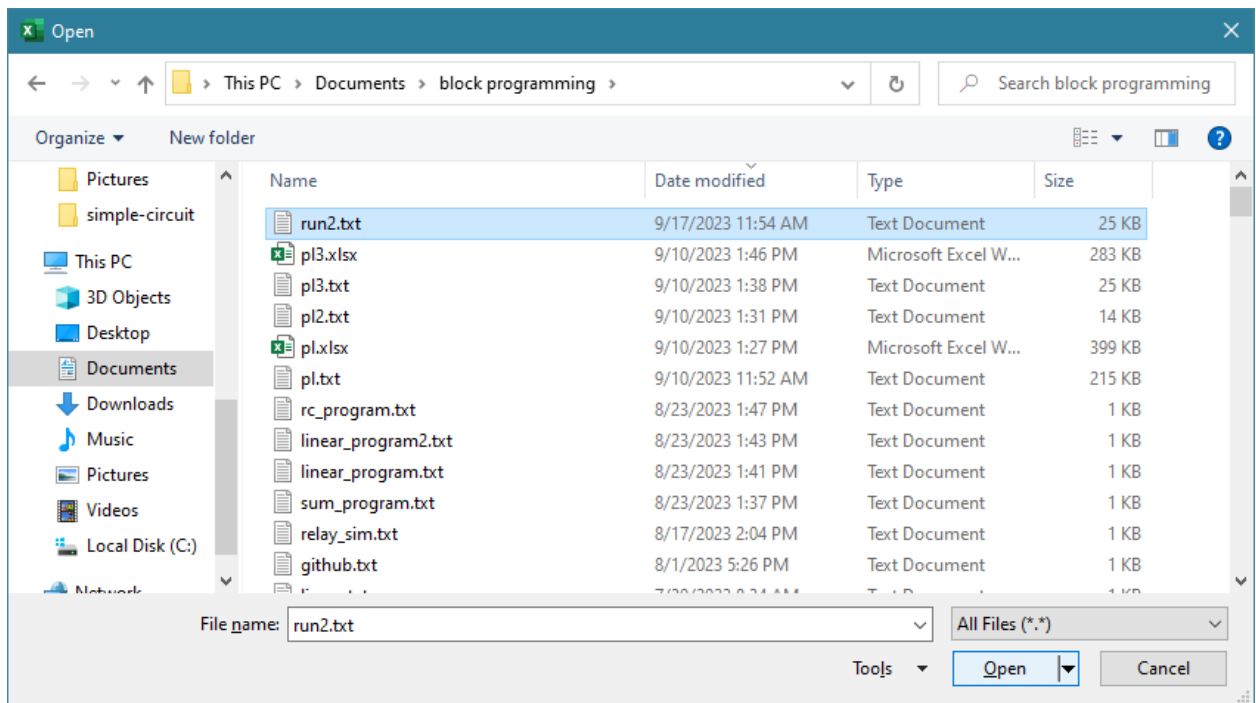 Open
This PC > Documents > block programming >
Search block programming
Organize
New folder
Pictures
simple-circuit
This PC
3D Objects
Desktop
Documents
Downloads
Music
Pictures
Videos
Local Disk (C:)
Network
Name Date modified Type Size
run2.txt 9/17/2023 11:54 AM Text Document 25 KB
pl3.xlsx 9/10/2023 1:46 PM Microsoft Excel W... 283 KB
pl3.txt 9/10/2023 1:38 PM Text Document 25 KB
pl2.txt 9/10/2023 1:31 PM Text Document 14 KB
pl.xlsx 9/10/2023 1:27 PM Microsoft Excel W... 399 KB
pl.txt 9/10/2023 11:52 AM Text Document 215 KB
rc_program.txt 8/23/2023 1:47 PM Text Document 1 KB
linear_program2.txt 8/23/2023 1:43 PM Text Document 1 KB
linear_program.txt 8/23/2023 1:41 PM Text Document 1 KB
sum_program.txt 8/23/2023 1:37 PM Text Document 1 KB
relay_sim.txt 8/17/2023 2:04 PM Text Document 1 KB
github.txt 8/1/2023 5:26 PM Text Document 1 KB
File name: run2.txt
All Files (*.*)
Tools
Open
Cancel